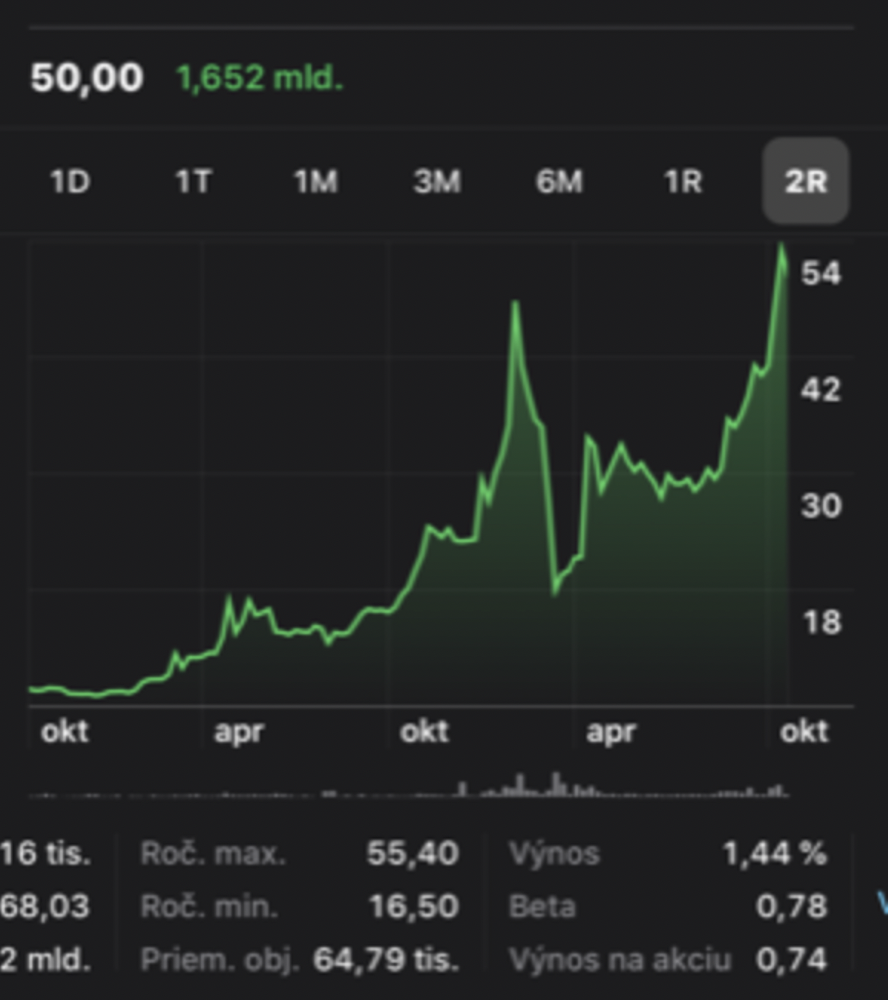 50,00 1,652 mld.
1D 1T 1M 3M 6M 1R 2R
54
42
30
18
okt apr okt apr okt
16 tis. Roč. max. 55,40 Výnos 1,44 %
68,03 Roč. min. 16,50 Beta 0,78
2 mld. Priem. obj. 64,79 tis. Výnos na akciu 0,74